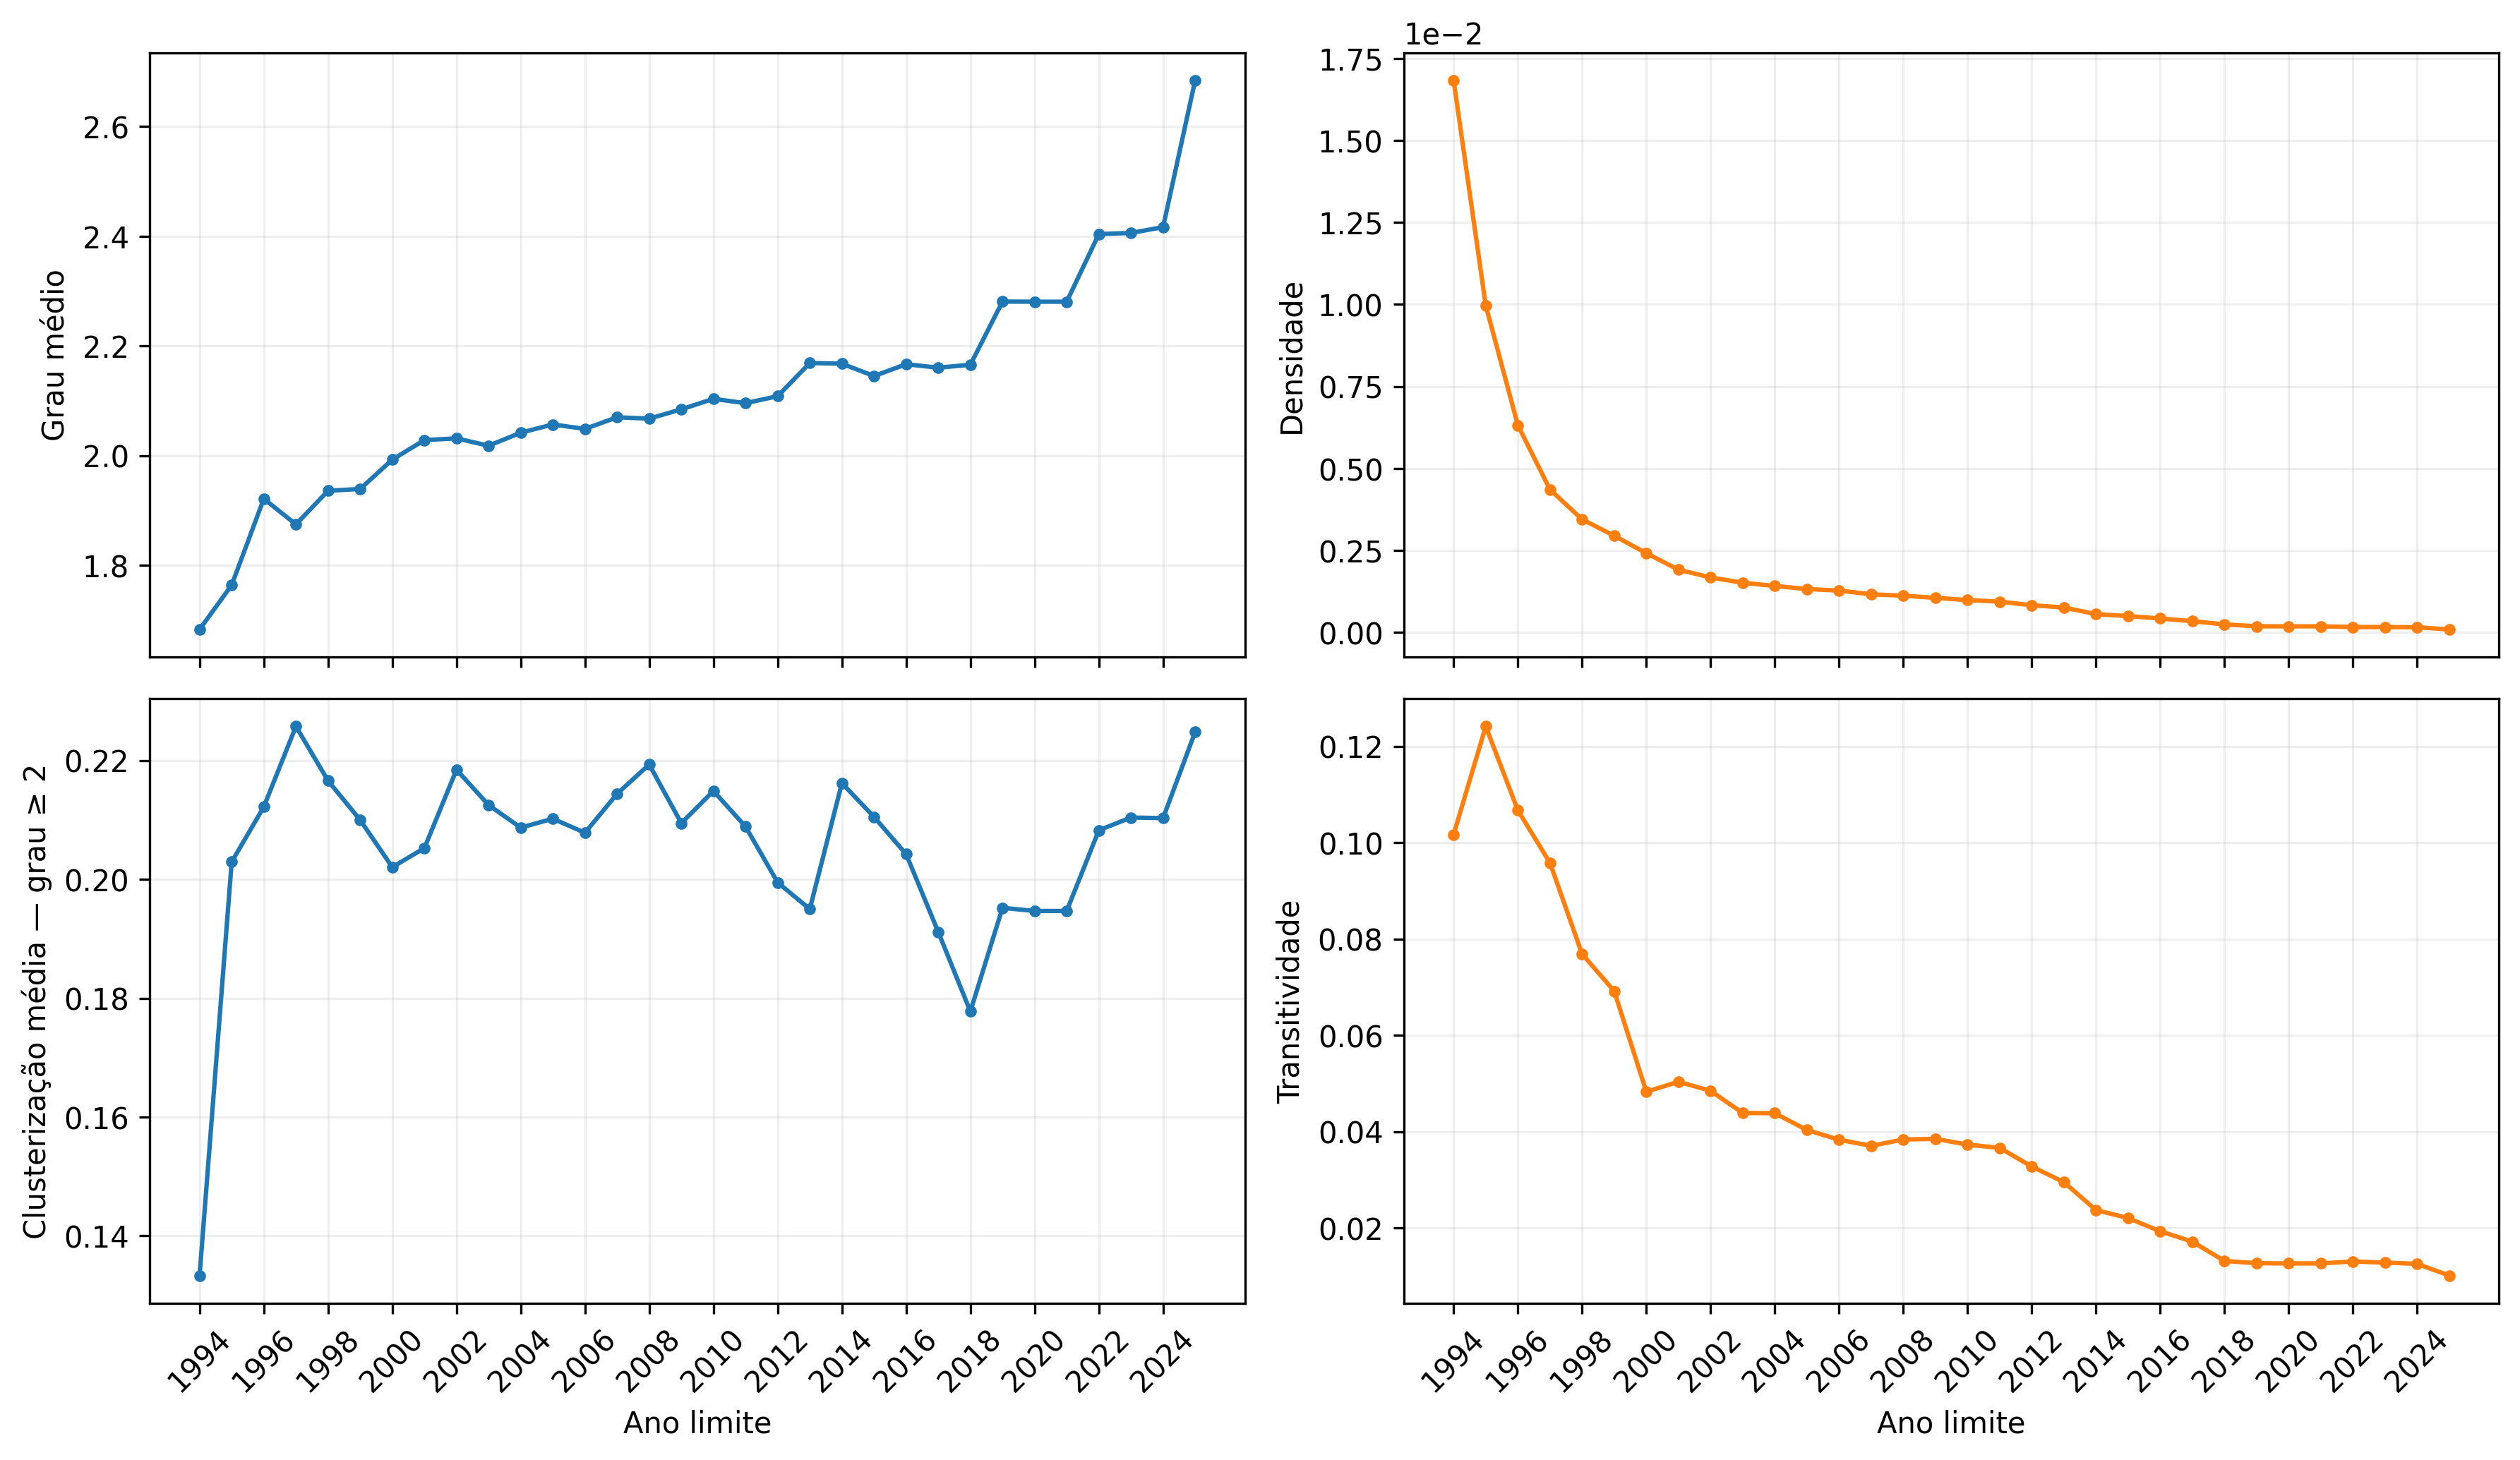 Grau médio
2.6
2.4
2.2
2.0
1.8
1e−2
Densidade
1.75
1.50
1.25
1.00
0.75
0.50
0.25
0.00
Clusterização média — grau ≥ 2
0.22
0.20
0.18
0.16
0.14
1994 1996 1998 2000 2002 2004 2006 2008 2010 2012 2014 2016 2018 2020 2022 2024
Ano limite
Transitividade
0.12
0.10
0.08
0.06
0.04
0.02
1994 1996 1998 2000 2002 2004 2006 2008 2010 2012 2014 2016 2018 2020 2022 2024
Ano limite